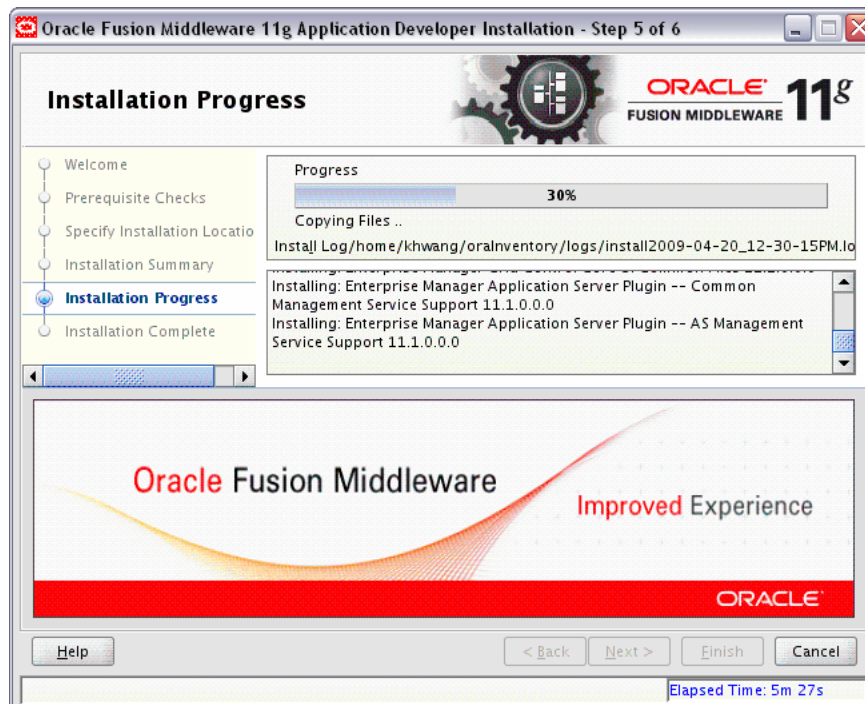 Oracle Fusion Middleware 11g Application Developer Installation - Step 5 of 6
Installation Progress
ORACLE
FUSION MIDDLEWARE
11g
Welcome
Prerequisite Checks
Specify Installation Locatio
Installation Summary
Installation Progress
Installation Complete
Progress
30%
Copying Files ..
Install Log/home/khwang/oraInventory/logs/install2009-04-20_12-30-15PM.lo
Installing: Enterprise Manager Application Server Plugin -- Common
Management Service Support 11.1.0.0.0
Installing: Enterprise Manager Application Server Plugin -- AS Management
Service Support 11.1.0.0.0
Oracle Fusion Middleware
Improved Experience
ORACLE
Help
< Back
Next >
Finish
Cancel
Elapsed Time: 5m 27s